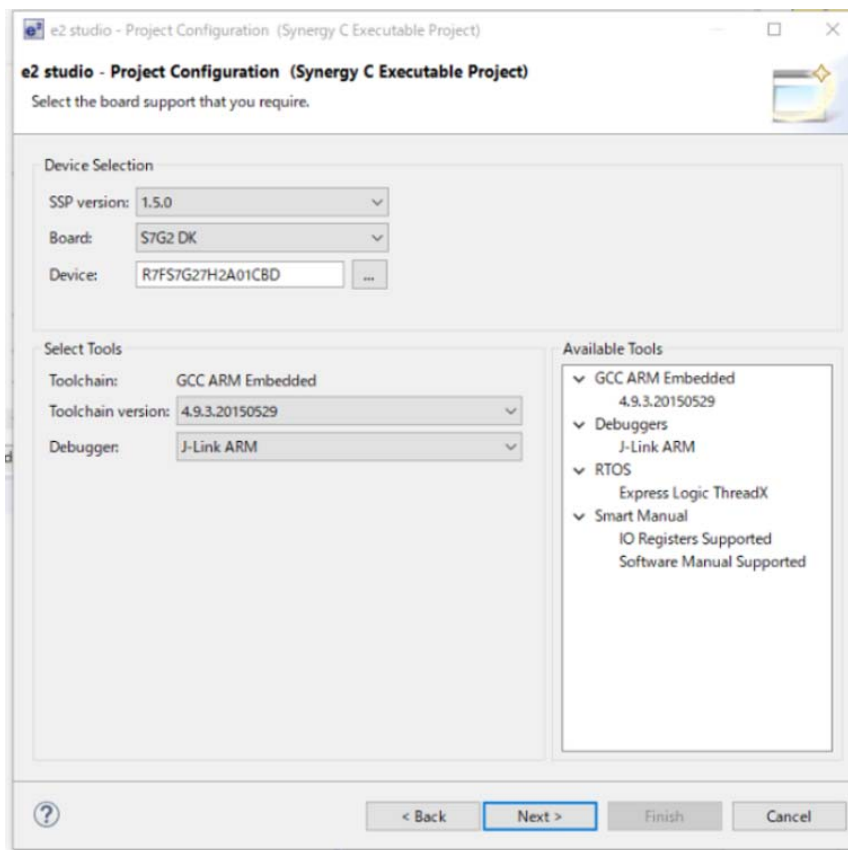 e² e2 studio - Project Configuration (Synergy C Executable Project)
e2 studio - Project Configuration (Synergy C Executable Project)
Select the board support that you require.
Device Selection
SSP version: 1.5.0
Board: S7G2 DK
Device: R7FS7G27H2A01CBD ...
Select Tools
Toolchain: GCC ARM Embedded
Toolchain version: 4.9.3.20150529
Debugger: J-Link ARM
Available Tools
GCC ARM Embedded
4.9.3.20150529
Debuggers
J-Link ARM
RTOS
Express Logic ThreadX
Smart Manual
IO Registers Supported
Software Manual Supported
? < Back Next > Finish Cancel